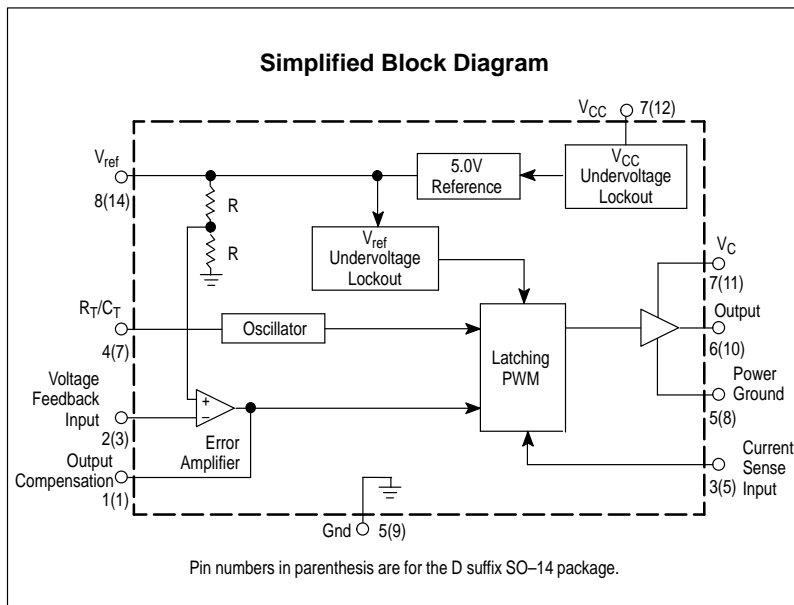 Simplified Block Diagram
VCC 7(12)
Vref
8(14)
R
R
5.0V
Reference
VCC
Undervoltage
Lockout
Vref
Undervoltage
Lockout
VC
7(11)
RT/CT
4(7)
Oscillator
Latching
PWM
Output
6(10)
Voltage
Feedback
Input
2(3)
+
–
Error
Amplifier
Power
Ground
5(8)
Output
Compensation
1(1)
Current
Sense
Input
3(5)
Gnd 5(9)
Pin numbers in parenthesis are for the D suffix SO–14 package.